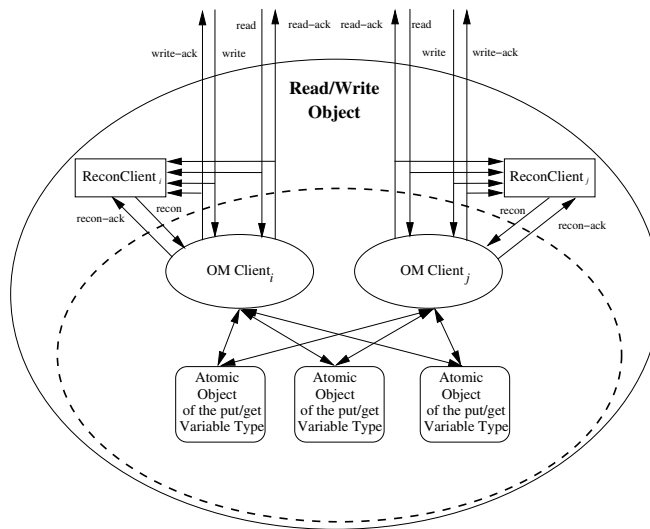 read read-ack read-ack read
write-ack write write write-ack
Read/Write
Object
ReconClient i
ReconClient j
recon
recon-ack
recon
recon-ack
OM Client i
OM Client j
Atomic
Object
of the put/get
Variable Type
Atomic
Object
of the put/get
Variable Type
Atomic
Object
of the put/get
Variable Type